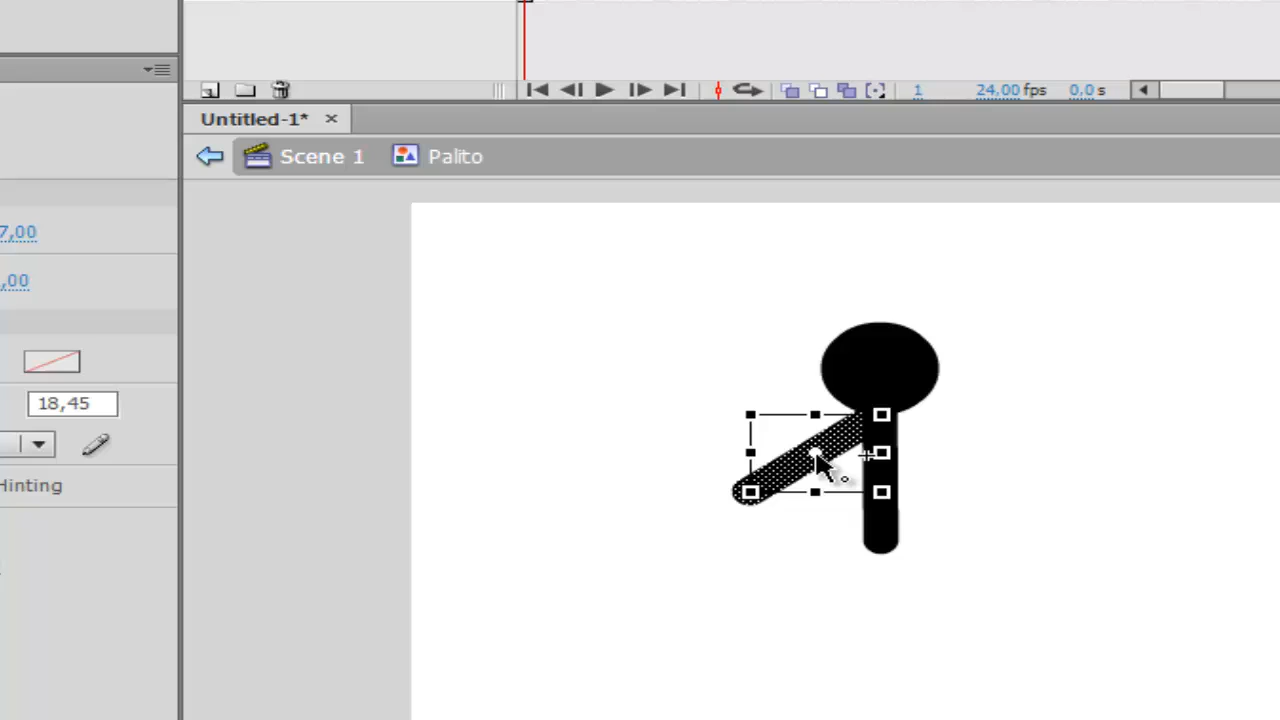 1 24,00 fps 0,0 s
Untitled-1* ×
Scene 1 Palito
7,00
,00
18,45
Hinting